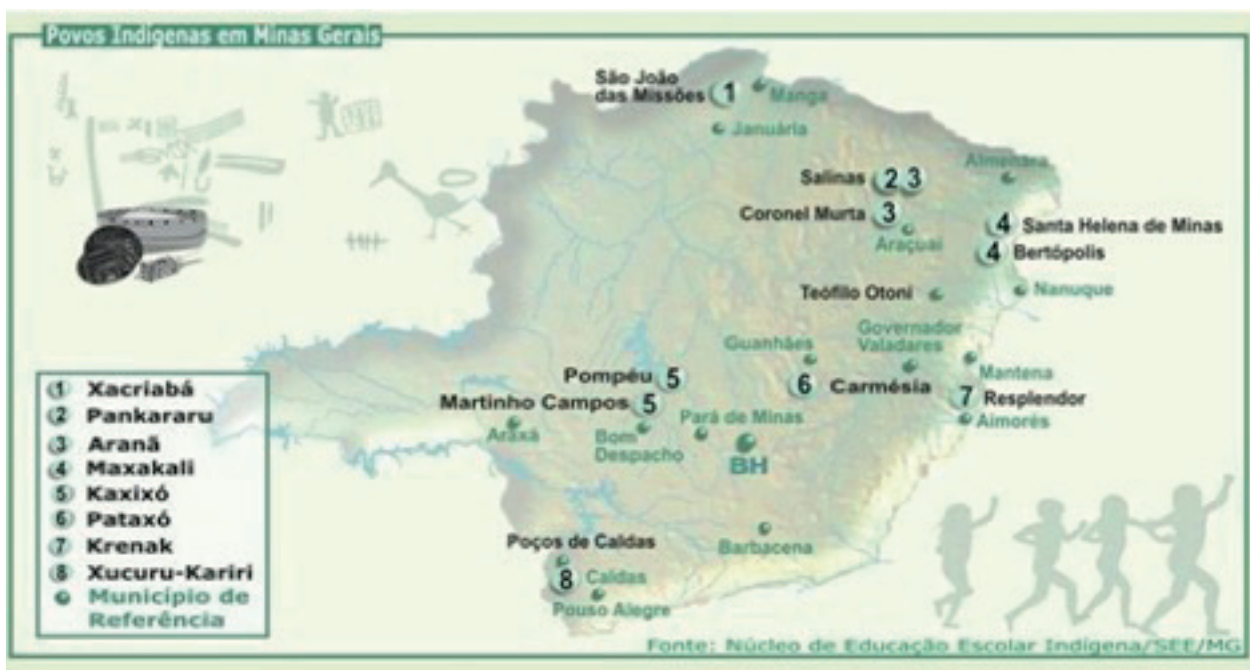 Povos Indígenas em Minas Gerais
São João
das Missões 1
Manga
Januária
Almenara
Salinas 2 3
Coronel Murta 3
Araçuaí
4 Santa Helena de Minas
4 Bertópolis
Teófilo Otoni
Nanuque
Guanhães
Governador
Valadares
Mantena
Pompéu 5
6 Carmésia
7 Resplendor
Martinho Campos 5
Aimorés
Araxá
Bom
Despacho
Pará de Minas
BH
Poços de Caldas
8 Caldas
Pouso Alegre
Barbacena
1 Xacriabá
2 Pankararu
3 Aranã
4 Maxakali
5 Kaxixó
6 Pataxó
7 Krenak
8 Xucuru-Kariri
Município de
Referência
Fonte: Núcleo de Educação Escolar Indígena/SEE/MG